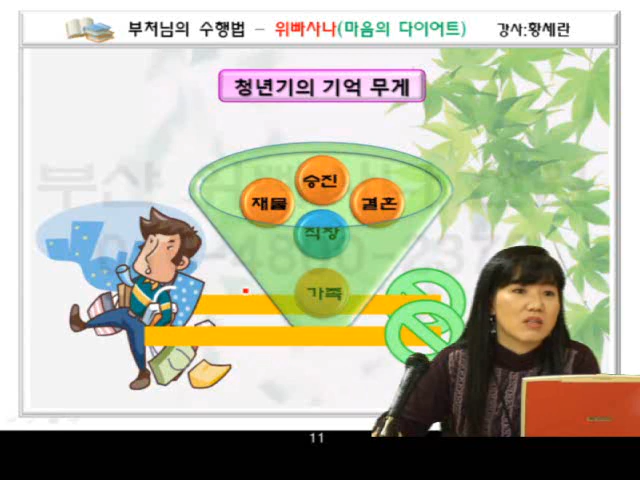 부처님의 수행법 – 위빠사나(마음의 다이어트) 강사:황세란
청년기의 기억 무게
승진
재물
결혼
직장
가족
부산
11